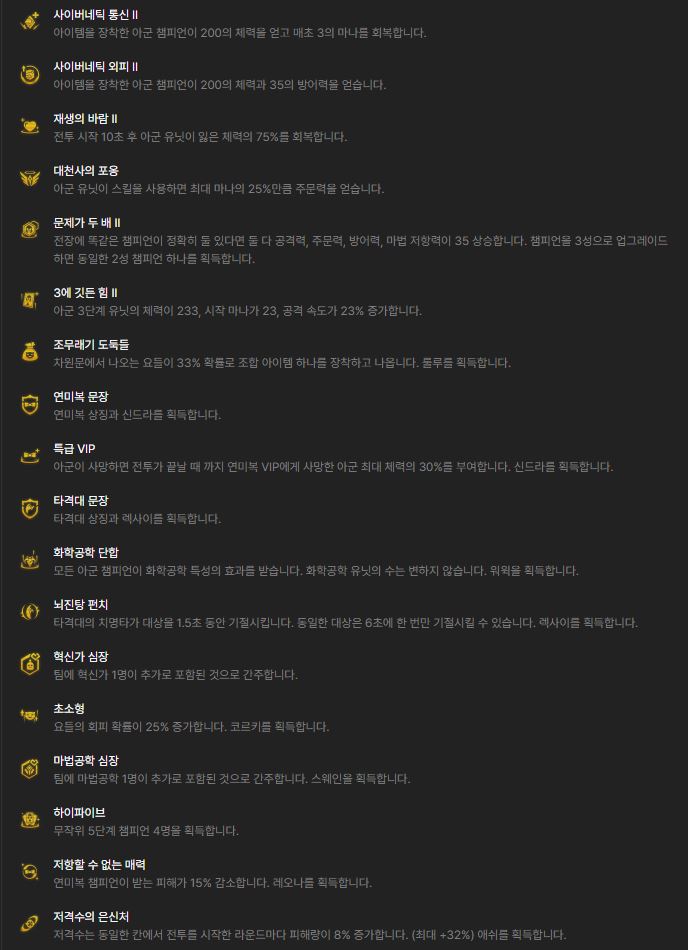 사이버네틱 통신 II
아이템을 장착한 아군 챔피언이 200의 체력을 얻고 매초 3의 마나를 회복합니다.
사이버네틱 외피 II
아이템을 장착한 아군 챔피언이 200의 체력과 35의 방어력을 얻습니다.
재생의 바람 II
전투 시작 10초 후 아군 유닛이 잃은 체력의 75%를 회복합니다.
대천사의 포옹
아군 유닛이 스킬을 사용하면 최대 마나의 25%만큼 주문력을 얻습니다.
문제가 두 배 II
전장에 똑같은 챔피언이 정확히 둘 있다면 둘 다 공격력, 주문력, 방어력, 마법 저항력이 35 상승합니다. 챔피언을 3성으로 업그레이드
하면 동일한 2성 챔피언 하나를 획득합니다.
3에 깃든 힘 II
아군 3단계 유닛의 체력이 233, 시작 마나가 23, 공격 속도가 23% 증가합니다.
조무래기 도둑들
차원문에서 나오는 요들이 33% 확률로 조합 아이템 하나를 장착하고 나옵니다. 룰루를 획득합니다.
연미복 문장
연미복 상징과 신드라를 획득합니다.
특급 VIP
아군이 사망하면 전투가 끝날 때 까지 연미복 VIP에게 사망한 아군 최대 체력의 30%를 부여합니다. 신드라를 획득합니다.
타격대 문장
타격대 상징과 렉사이를 획득합니다.
화학공학 단합
모든 아군 챔피언이 화학공학 특성의 효과를 받습니다. 화학공학 유닛의 수는 변하지 않습니다. 워윅을 획득합니다.
뇌진탕 펀치
타격대의 치명타가 대상을 1.5초 동안 기절시킵니다. 동일한 대상은 6초에 한 번만 기절시킬 수 있습니다. 렉사이를 획득합니다.
혁신가 심장
팀에 혁신가 1명이 추가로 포함된 것으로 간주합니다.
초소형
요들의 회피 확률이 25% 증가합니다. 코르키를 획득합니다.
마법공학 심장
팀에 마법공학 1명이 추가로 포함된 것으로 간주합니다. 스웨인을 획득합니다.
하이파이브
무작위 5단계 챔피언 4명을 획득합니다.
저항할 수 없는 매력
연미복 챔피언이 받는 피해가 15% 감소합니다. 레오나를 획득합니다.
저격수의 은신처
저격수는 동일한 칸에서 전투를 시작한 라운드마다 피해량이 8% 증가합니다. (최대 +32%) 애쉬를 획득합니다.